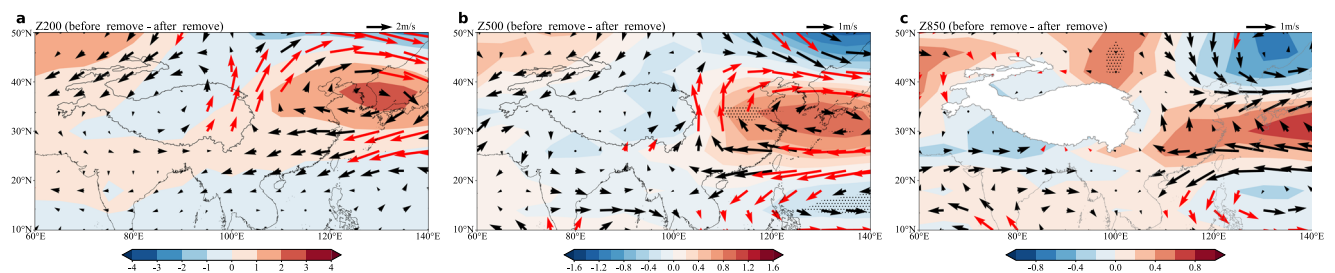 a
Z200 (before remove - after remove)
2m/s
50°N
40°N
30°N
20°N
10°N
60°E
80°E
100°E
120°E
140°E
-4 -3 -2 -1 0 1 2 3 4
b
Z500 (before remove - after remove)
1m/s
50°N
40°N
30°N
20°N
10°N
60°E
80°E
100°E
120°E
140°E
-1.6 -1.2 -0.8 -0.4 0.0 0.4 0.8 1.2 1.6
c
Z850 (before remove - after remove)
1m/s
50°N
40°N
30°N
20°N
10°N
60°E
80°E
100°E
120°E
140°E
-0.8 -0.4 0.0 0.4 0.8